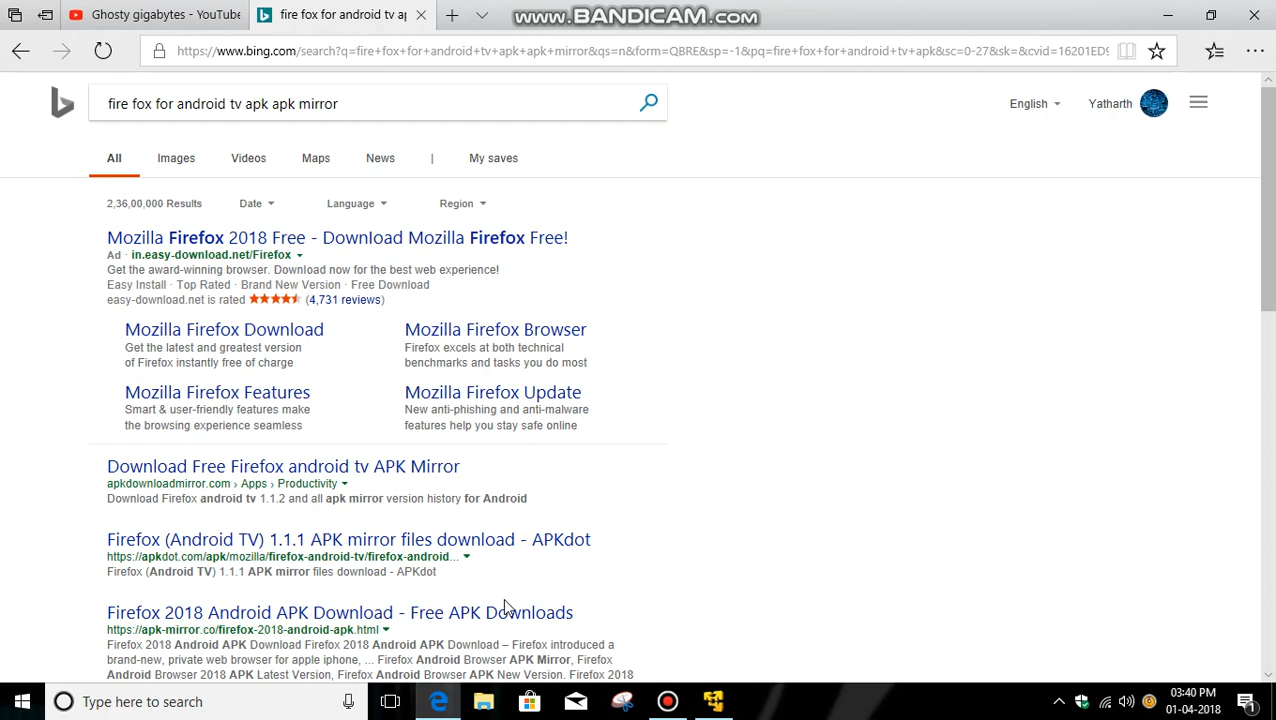 Ghosty gigabytes - YouTube
fire fox for android tv ap
www.BANDICAM.com
https://www.bing.com/search?q=fire+fox+for+android+tv+apk+apk+mirror&qs=n&form=QBRE&sp=-1&pq=fire+fox+for+android+tv+apk&sc=0-27&sk=&cvid=16201ED9
fire fox for android tv apk apk mirror
English
Yatharth
All Images Videos Maps News | My saves
2,36,00,000 Results Date Language Region
Mozilla Firefox 2018 Free - Download Mozilla Firefox Free!
Ad · in.easy-download.net/Firefox
Get the award-winning browser. Download now for the best web experience!
Easy Install · Top Rated · Brand New Version · Free Download
easy-download.net is rated ★★★★★ (4,731 reviews)
Mozilla Firefox Download
Get the latest and greatest version
of Firefox instantly free of charge
Mozilla Firefox Browser
Firefox excels at both technical
benchmarks and tasks you do most
Mozilla Firefox Features
Smart & user-friendly features make
the browsing experience seamless
Mozilla Firefox Update
New anti-phishing and anti-malware
features help you stay safe online
Download Free Firefox android tv APK Mirror
apkdownloadmirror.com › Apps › Productivity
Download Firefox android tv 1.1.2 and all apk mirror version history for Android
Firefox (Android TV) 1.1.1 APK mirror files download - APKdot
https://apkdot.com/apk/mozilla/firefox-android-tv/firefox-android...
Firefox (Android TV) 1.1.1 APK mirror files download - APKdot
Firefox 2018 Android APK Download - Free APK Downloads
https://apk-mirror.co/firefox-2018-android-apk.html
Firefox 2018 Android APK Download Firefox 2018 Android APK Download – Firefox introduced a
brand-new, private web browser for apple iphone, ... Firefox Android Browser APK Mirror, Firefox
Android Browser 2018 APK Latest Version, Firefox Android Browser APK New Version. Firefox 2018
Type here to search
03:40 PM
01-04-2018
1